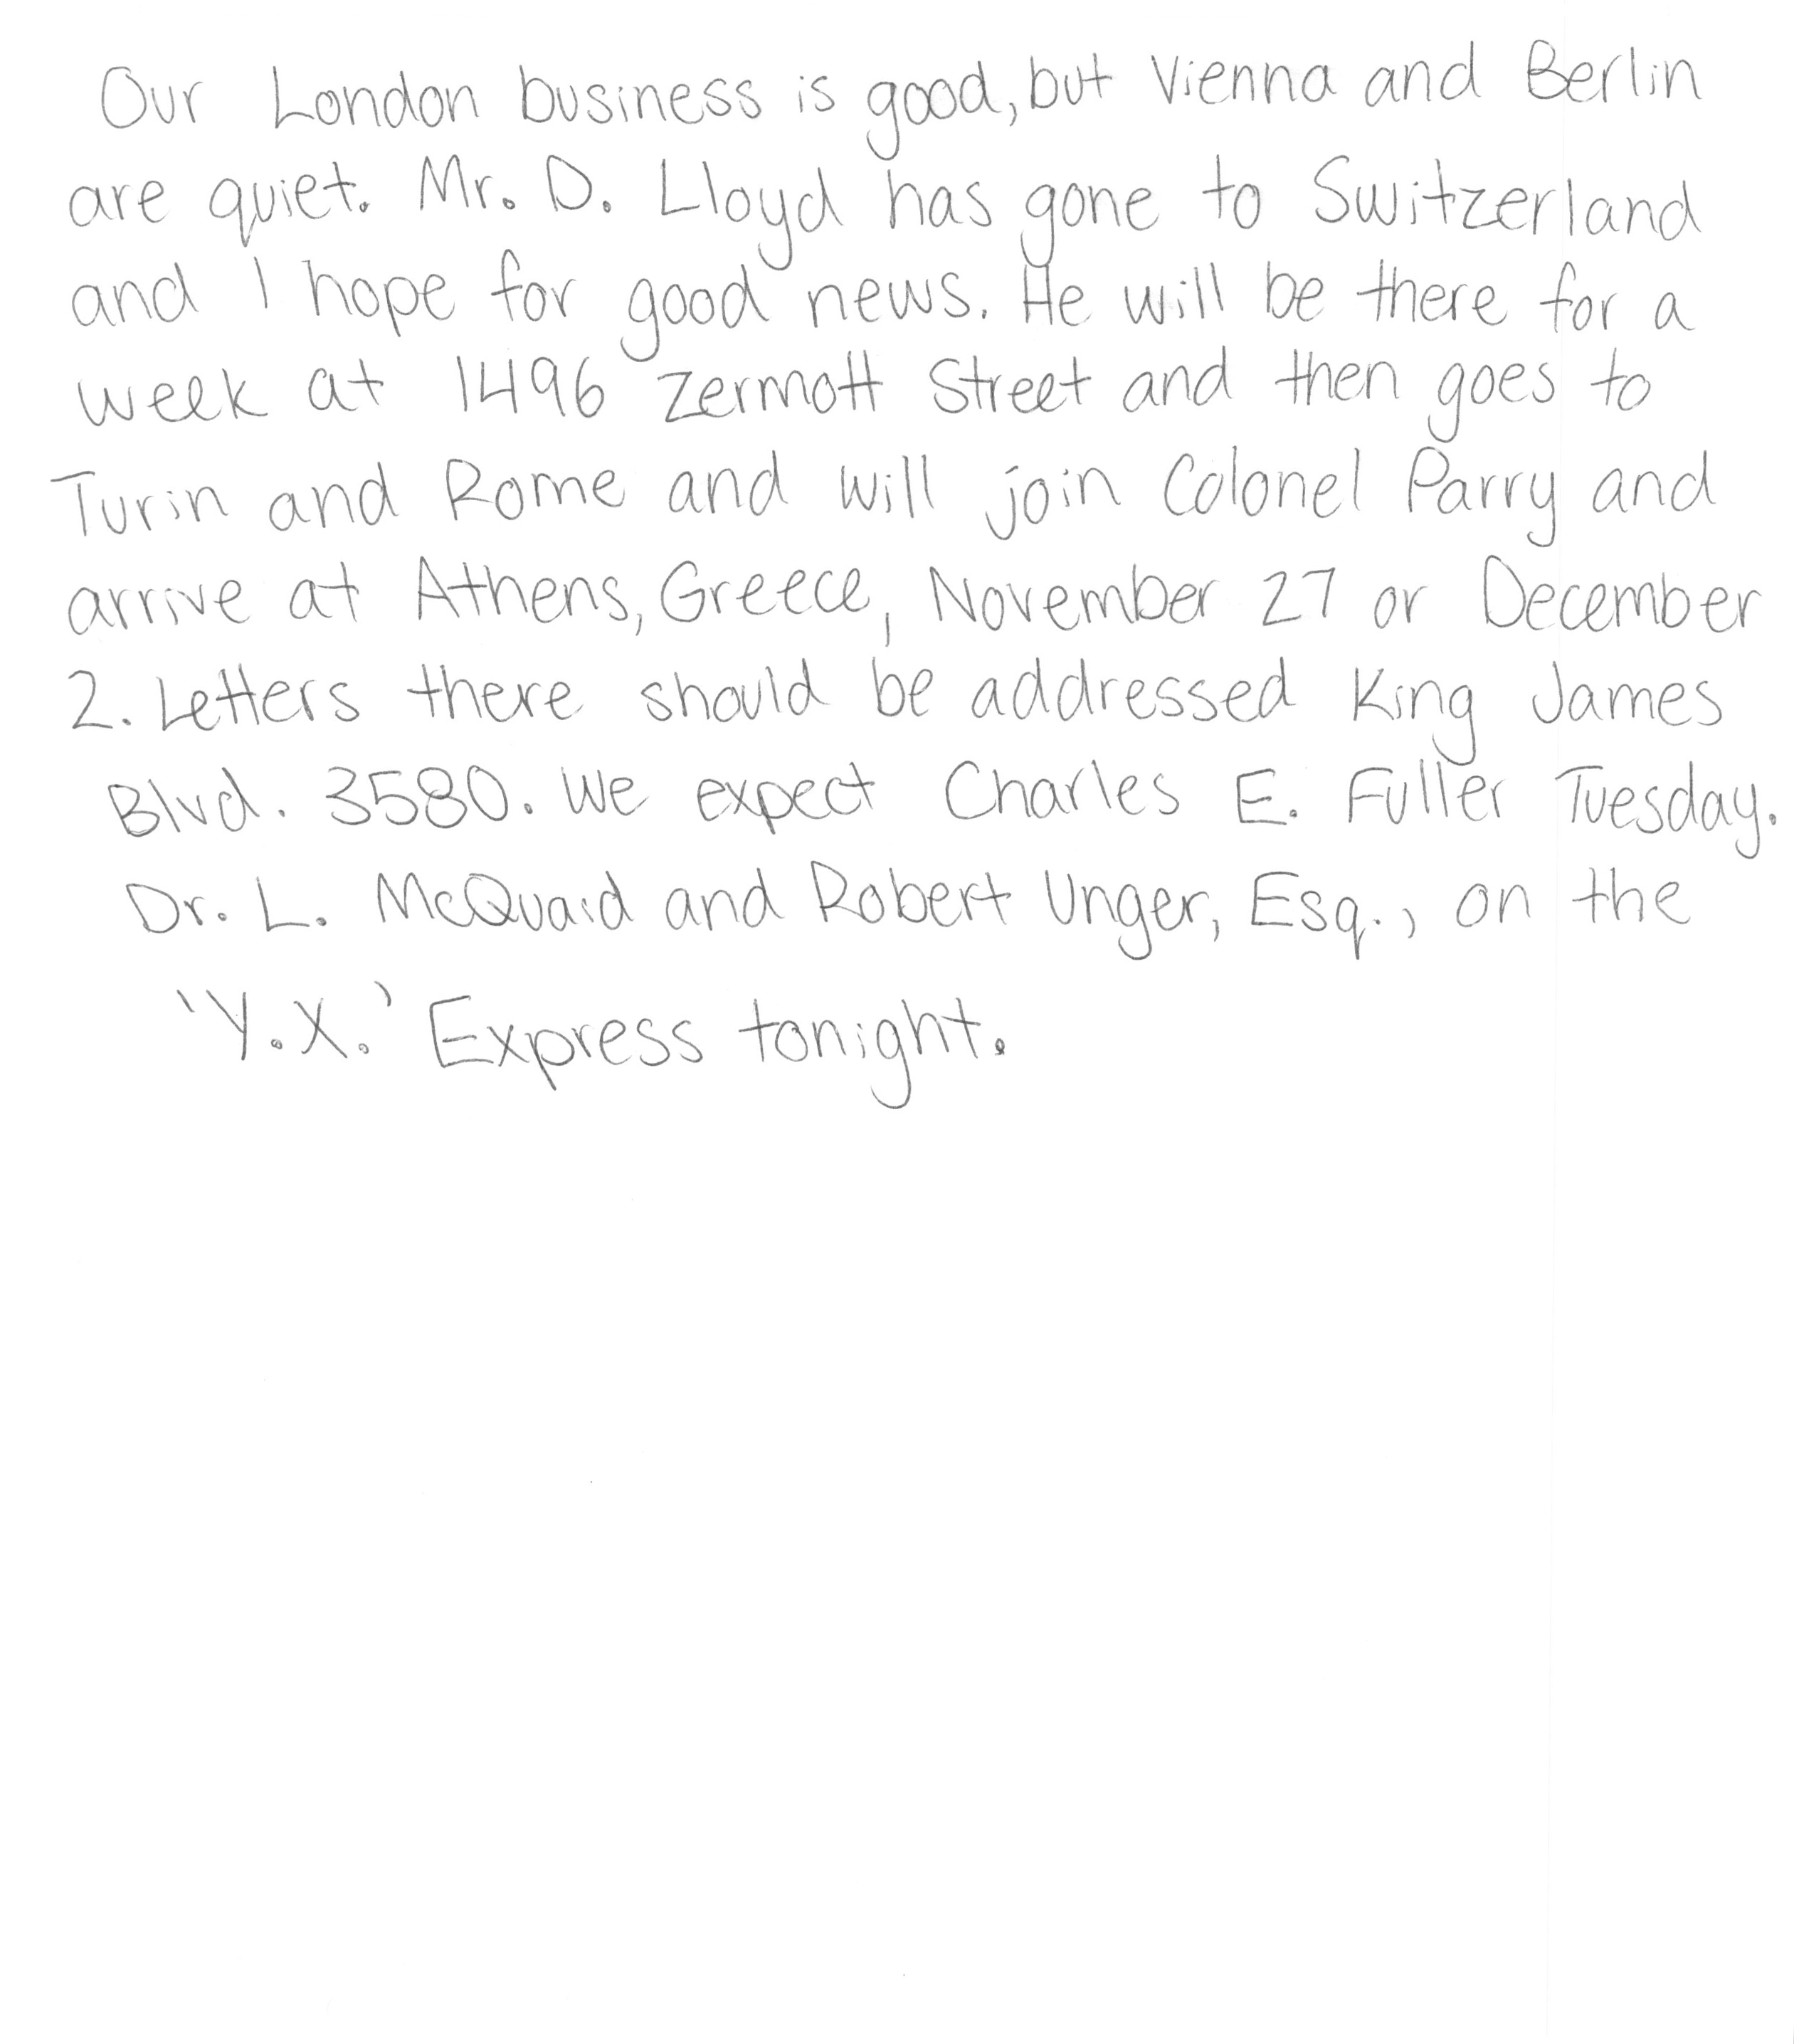 Our London business is good, but Vienna and Berlin
are quiet. Mr. D. Lloyd has gone to Switzerland
and I hope for good news. He will be there for a
week at 1496 Zermott Street and then goes to
Turin and Rome and will join Colonel Parry and
arrive at Athens, Greece, November 27 or December
2. Letters there should be addressed King James
Blvd. 3580. We expect Charles E. Fuller Tuesday.
Dr. L. McQuaid and Robert Unger, Esq., on the
'Y.X.' Express tonight.